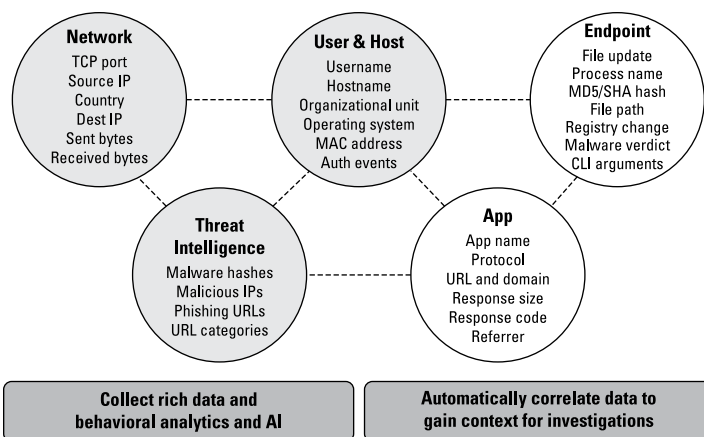 Network
TCP port
Source IP
Country
Dest IP
Sent bytes
Received bytes
User & Host
Username
Hostname
Organizational unit
Operating system
MAC address
Auth events
Endpoint
File update
Process name
MD5/SHA hash
File path
Registry change
Malware verdict
CLI arguments
Threat
Intelligence
Malware hashes
Malicious IPs
Phishing URLs
URL categories
App
App name
Protocol
URL and domain
Response size
Response code
Referrer
Collect rich data and
behavioral analytics and AI
Automatically correlate data to
gain context for investigations